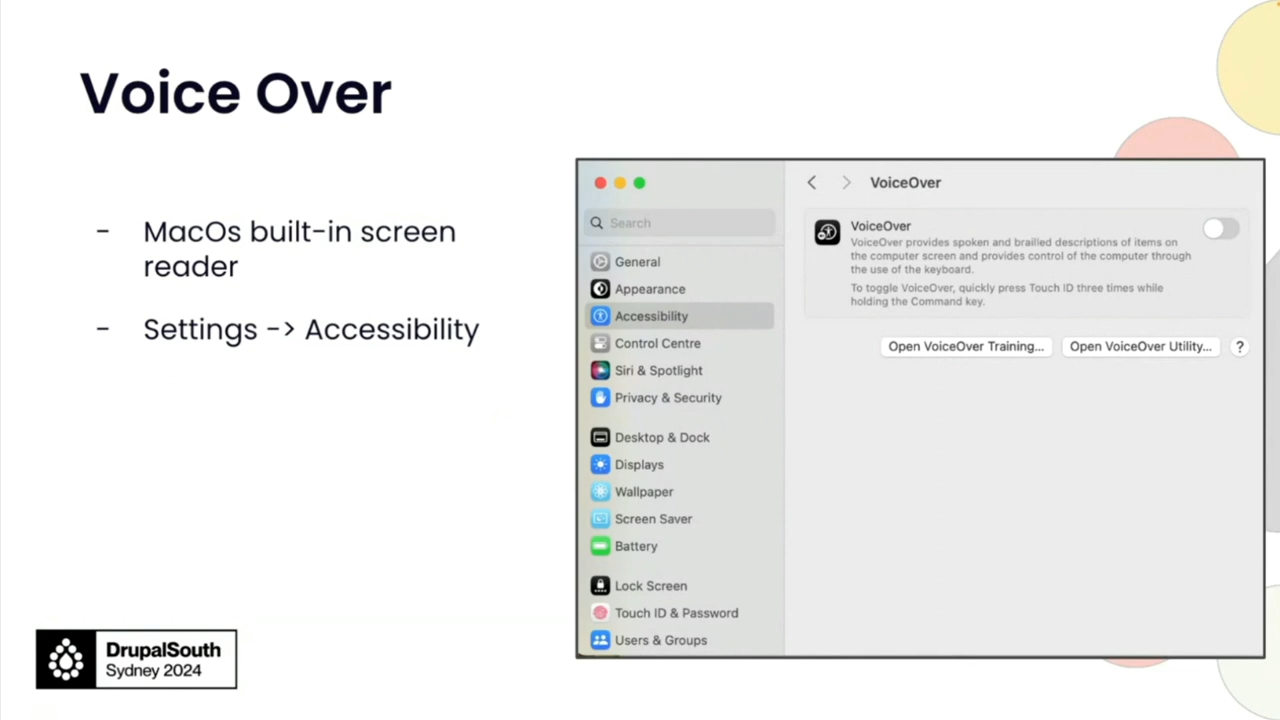 Voice Over
- MacOs built-in screen
reader
- Settings -> Accessibility
Search
General
Appearance
Accessibility
Control Centre
Siri & Spotlight
Privacy & Security
Desktop & Dock
Displays
Wallpaper
Screen Saver
Battery
Lock Screen
Touch ID & Password
Users & Groups
VoiceOver
VoiceOver
VoiceOver provides spoken and brailled descriptions of items on
the computer screen and provides control of the computer through
the use of the keyboard.
To toggle VoiceOver, quickly press Touch ID three times while
holding the Command key.
Open VoiceOver Training... Open VoiceOver Utility... ?
DrupalSouth
Sydney 2024